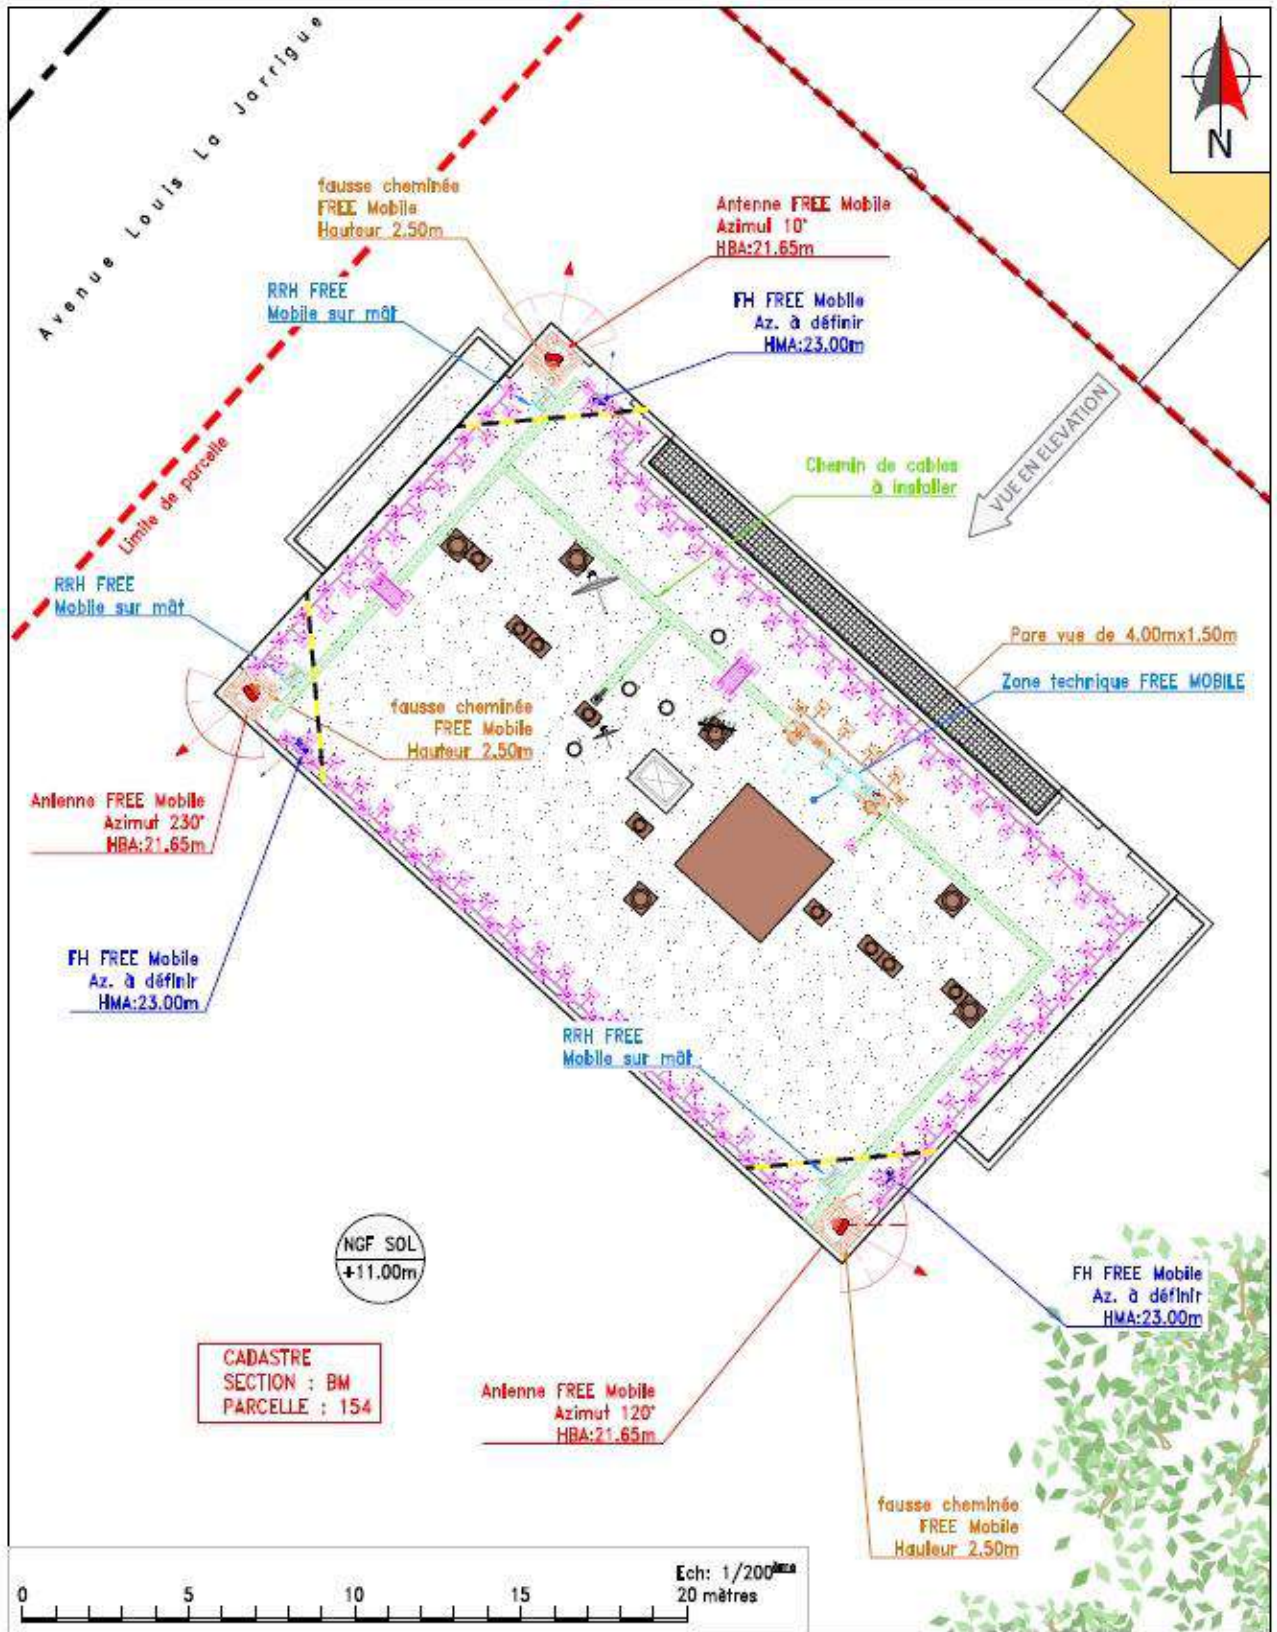 Avenue Louis La Jarrigue
N
fausse cheminée
FREE Mobile
Hauteur 2.50m
Antenne FREE Mobile
Azimut 10°
HBA:21.65m
RRH FREE
Mobile sur mât
FH FREE Mobile
Az. à définir
HMA:23.00m
VUE EN ELEVATION
Limite de parcelle
Chemin de cables
à installer
RRH FREE
Mobile sur mât
Pare vue de 4.00mx1.50m
Zone technique FREE MOBILE
fausse cheminée
FREE Mobile
Hauteur 2.50m
Antenne FREE Mobile
Azimut 230°
HBA:21.65m
FH FREE Mobile
Az. à définir
HMA:23.00m
RRH FREE
Mobile sur mât
NGF SOL
+11.00m
FH FREE Mobile
Az. à définir
HMA:23.00m
CADASTRE
SECTION : BM
PARCELLE : 154
Antenne FREE Mobile
Azimut 120°
HBA:21.65m
fausse cheminée
FREE Mobile
Hauteur 2.50m
Ech: 1/200ème
0 5 10 15 20 mètres